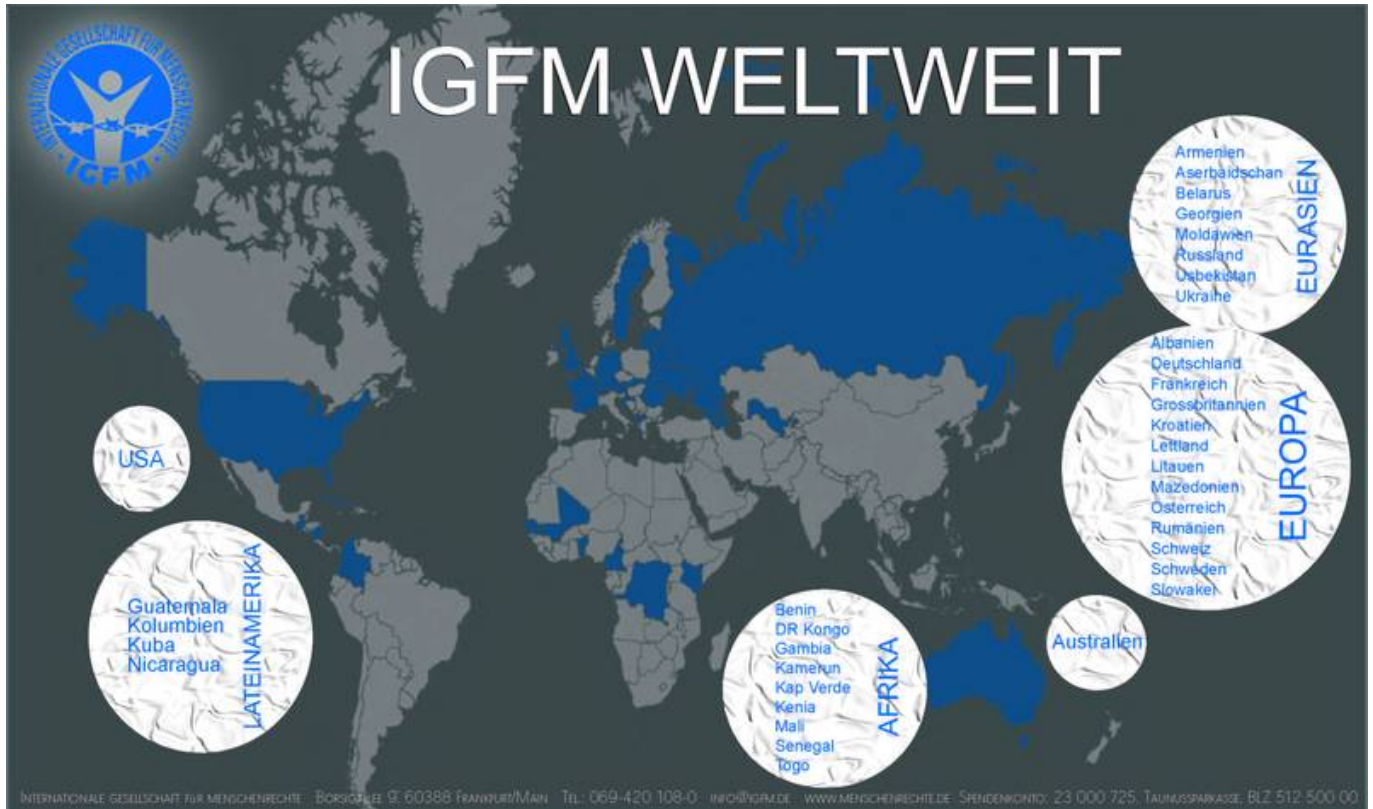 INTERNATIONALE GESELLSCHAFT FÜR MENSCHENRECHTE
IGFM
IGFM WELTWEIT
Armenien
Aserbaidschan
Belarus
Georgien
Moldawien
Russland
Usbekistan
Ukraine
EURASIEN
Albanien
Deutschland
Frankreich
Grossbritannien
Kroatien
Lettland
Litauen
Mazedonien
Österreich
Rumänien
Schweiz
Schweden
Slowakei
EUROPA
USA
Guatemala
Kolumbien
Kuba
Nicaragua
LATEINAMERIKA
Benin
DR Kongo
Gambia
Kamerun
Kap Verde
Kenia
Mali
Senegal
Togo
AFRIKA
Australien
INTERNATIONALE GESELLSCHAFT FÜR MENSCHENRECHTE BORSIGALLEE 9, 60388 FRANKFURT/MAIN TEL.: 069-420 108-0 INFO@IGFM.DE WWW.MENSCHENRECHTE.DE SPENDENKONTO: 23 000 725, TAUNUSSPARKASSE, BLZ 512 500 00